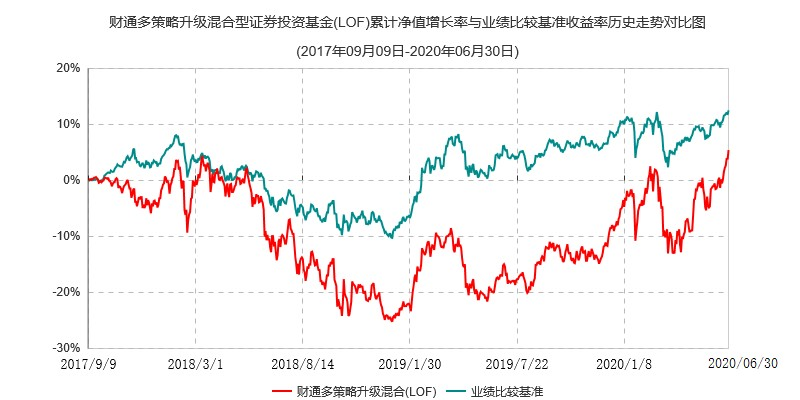 财通多策略升级混合型证券投资基金(LOF)累计净值增长率与业绩比较基准收益率历史走势对比图
(2017年09月09日-2020年06月30日)
20%
10%
0%
-10%
-20%
-30%
2017/9/9 2018/3/1 2018/8/14 2019/1/30 2019/7/22 2020/1/8 2020/06/30
财通多策略升级混合(LOF) 业绩比较基准